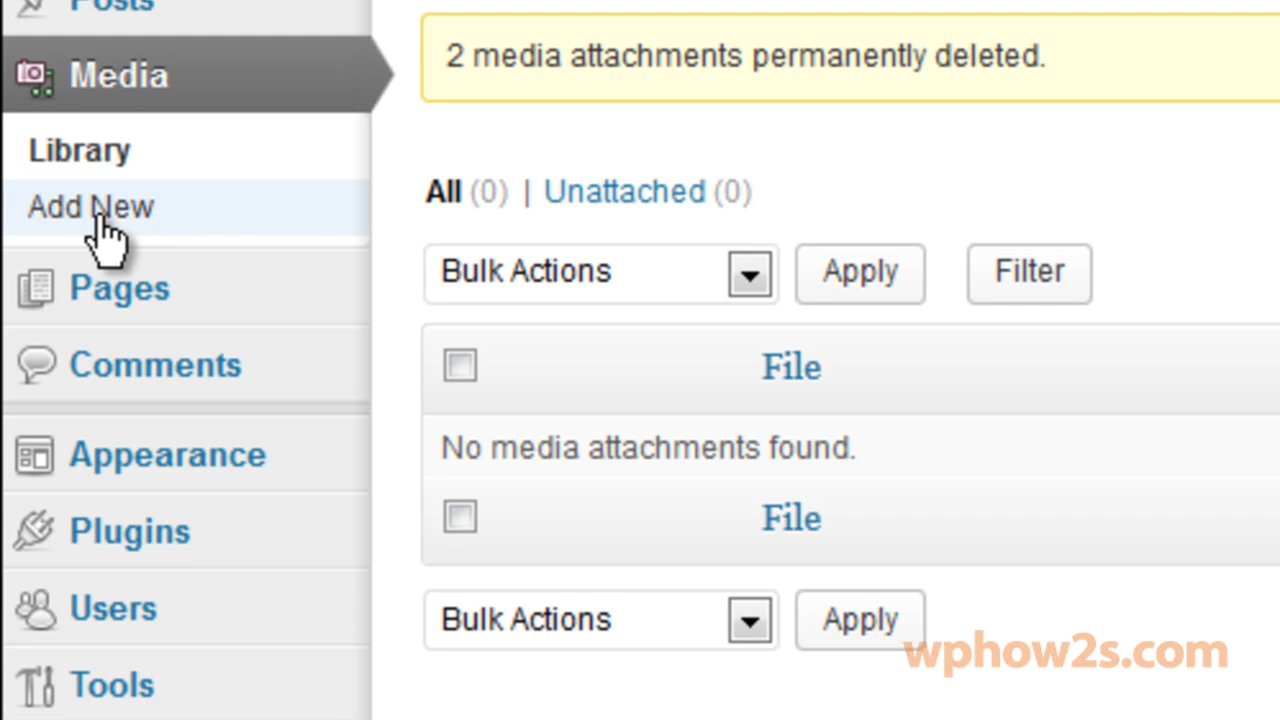 Posts
Media
Library
Add New
Pages
Comments
Appearance
Plugins
Users
Tools
2 media attachments permanently deleted.
All (0) | Unattached (0)
Bulk Actions Apply Filter
File
No media attachments found.
File
Bulk Actions Apply
wphow2s.com